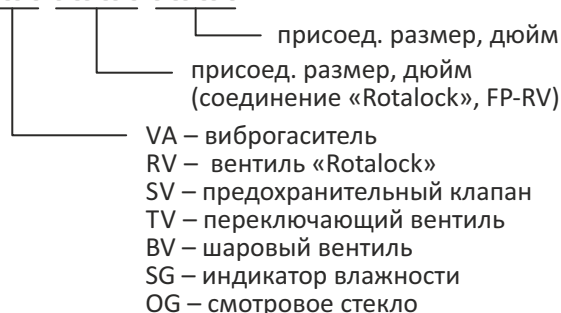 присоед. размер, дюйм
присоед. размер, дюйм
(соединение «Rotalock», FP-RV)
VA – виброгаситель
RV – вентиль «Rotalock»
SV – предохранительный клапан
TV – переключающий вентиль
BV – шаровый вентиль
SG – индикатор влажности
OG – смотровое стекло